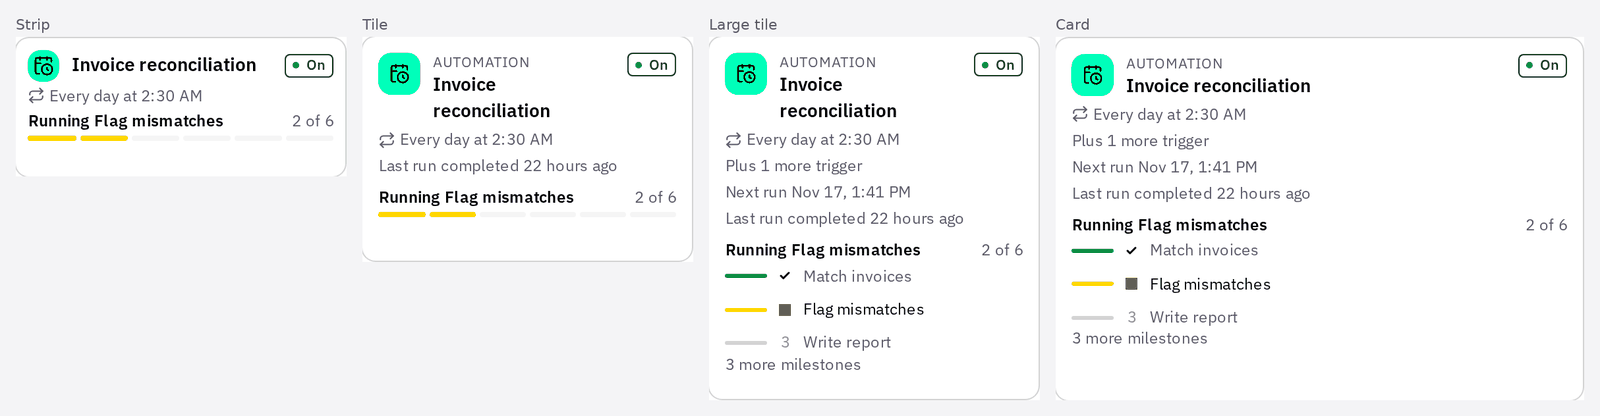 Strip
Invoice reconciliation
On
Every day at 2:30 AM
Running Flag mismatches 2 of 6
Tile
AUTOMATION
Invoice
reconciliation
On
Every day at 2:30 AM
Last run completed 22 hours ago
Running Flag mismatches 2 of 6
Large tile
AUTOMATION
Invoice
reconciliation
On
Every day at 2:30 AM
Plus 1 more trigger
Next run Nov 17, 1:41 PM
Last run completed 22 hours ago
Running Flag mismatches 2 of 6
Match invoices
Flag mismatches
3 Write report
3 more milestones
Card
AUTOMATION
Invoice reconciliation
On
Every day at 2:30 AM
Plus 1 more trigger
Next run Nov 17, 1:41 PM
Last run completed 22 hours ago
Running Flag mismatches 2 of 6
Match invoices
Flag mismatches
3 Write report
3 more milestones